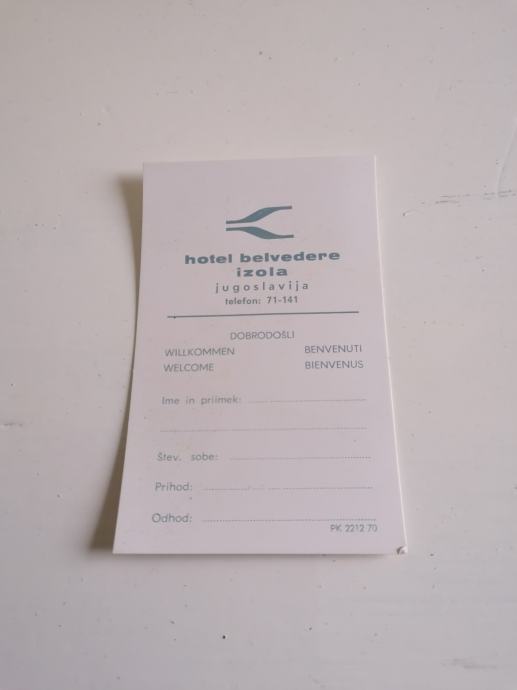 hotel belvedere
izola
jugoslavija
telefon: 71-141
DOBRODOŠLI
WILLKOMMEN BENVENUTI
WELCOME BIENVENUS
Ime in priimek:
Štev. sobe:
Prihod:
Odhod:
PK 2212 70